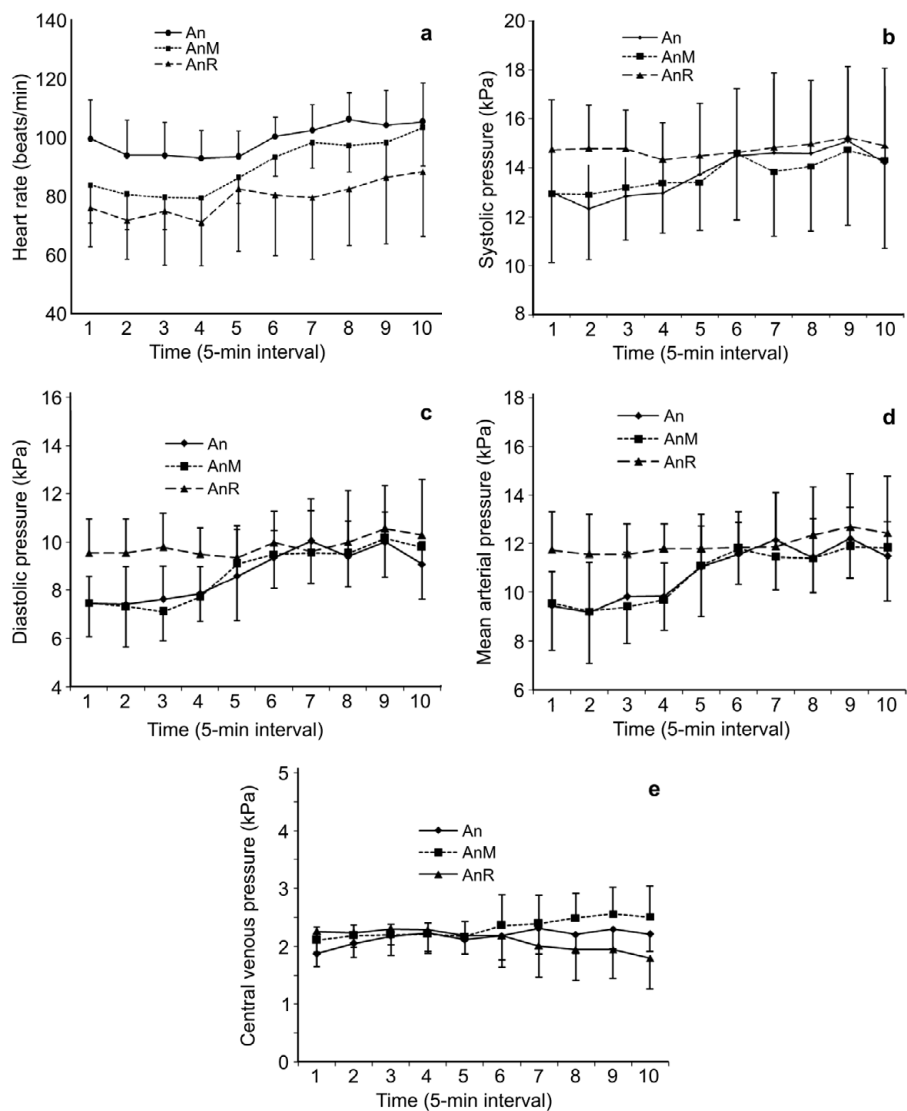 a
An
AnM
AnR
Heart rate (beats/min)
140
120
100
80
60
40
1 2 3 4 5 6 7 8 9 10
Time (5-min interval)
b
An
AnM
AnR
Systolic pressure (kPa)
20
18
16
14
12
10
8
1 2 3 4 5 6 7 8 9 10
Time (5-min interval)
c
An
AnM
AnR
Diastolic pressure (kPa)
16
14
12
10
8
6
4
1 2 3 4 5 6 7 8 9 10
Time (5-min interval)
d
An
AnM
AnR
Mean arterial pressure (kPa)
18
16
14
12
10
8
6
1 2 3 4 5 6 7 8 9 10
Time (5-min interval)
e
An
AnM
AnR
Central venous pressure (kPa)
5
4
3
2
1
0
1 2 3 4 5 6 7 8 9 10
Time (5-min interval)